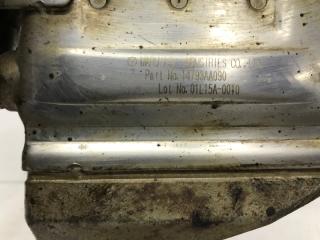 INDUSTRIES CO.
Part No. 14793AA090
Lot No. 01L15A-0010